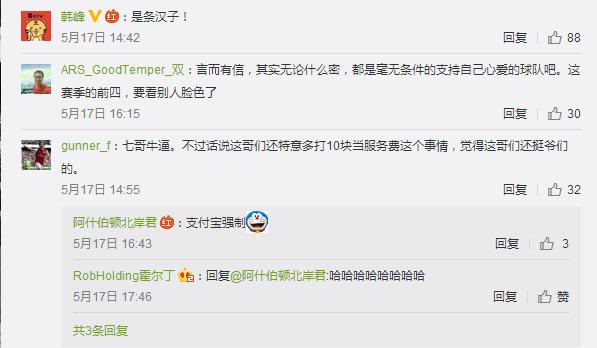 韩峰 红：是条汉子！
5月17日 14:42
回复 88
ARS_GoodTemper_双：言而有信，其实无论什么密，都是毫无条件的支持自己心爱的球队吧。这
赛季的前四，要看别人脸色了
5月17日 16:15
回复 30
gunner_f：七哥牛逼。不过话说这哥们还特意多打10块当服务费这个事情，觉得这哥们还挺爷们
的。
5月17日 14:55
回复 32
阿什伯顿北岸君 红：支付宝强制
5月17日 16:43
回复 3
RobHolding霍尔丁：回复@阿什伯顿北岸君:哈哈哈哈哈哈哈哈
5月17日 17:46
回复 赞
共3条回复